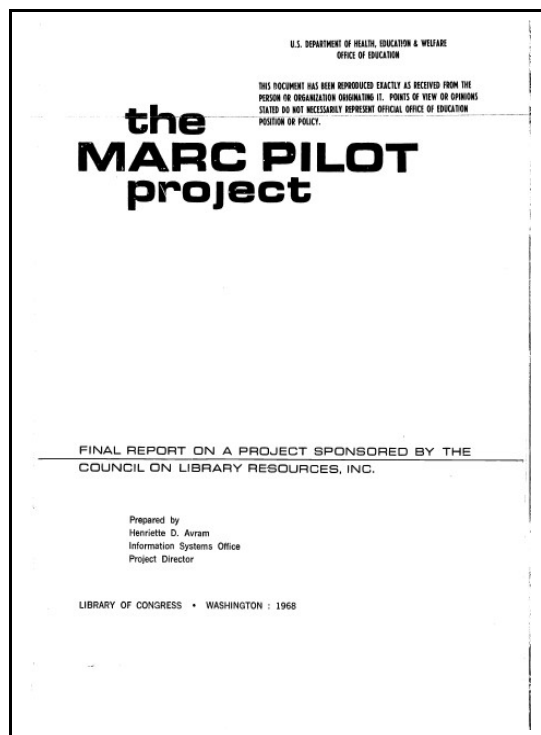 U.S. DEPARTMENT OF HEALTH, EDUCATION & WELFARE
OFFICE OF EDUCATION
THIS DOCUMENT HAS BEEN REPRODUCED EXACTLY AS RECEIVED FROM THE
PERSON OR ORGANIZATION ORIGINATING IT. POINTS OF VIEW OR OPINIONS
STATED DO NOT NECESSARILY REPRESENT OFFICIAL OFFICE OF EDUCATION
POSITION OR POLICY.
the
MARC PILOT
project
FINAL REPORT ON A PROJECT SPONSORED BY THE
COUNCIL ON LIBRARY RESOURCES, INC.
Prepared by
Henriette D. Avram
Information Systems Office
Project Director
LIBRARY OF CONGRESS • WASHINGTON : 1968